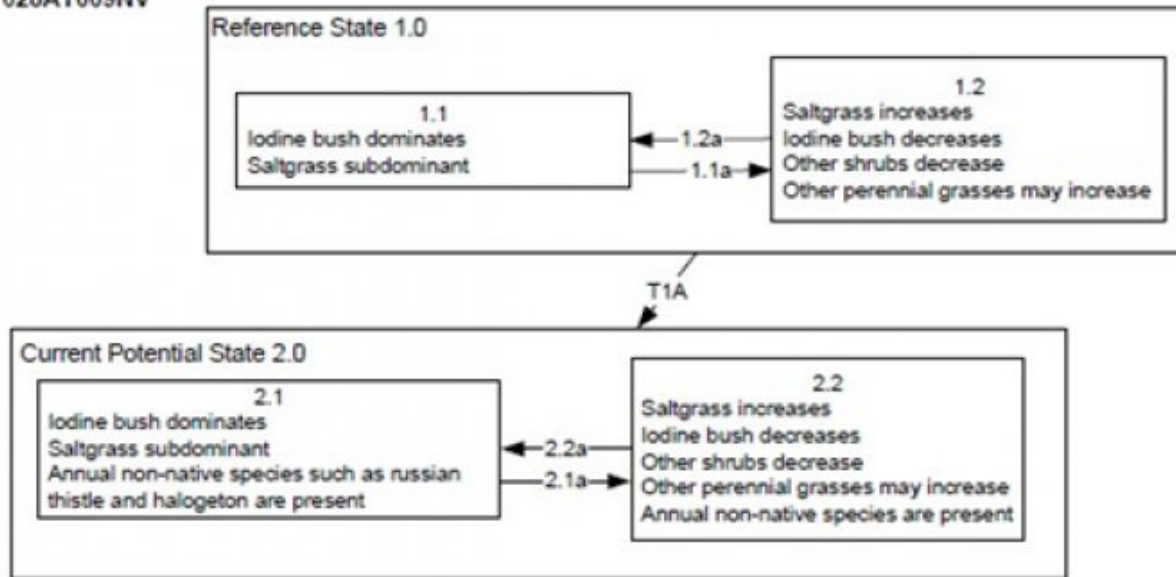 Reference State 1.0
1.1
Iodine bush dominates
Saltgrass subdominant
1.2a
1.1a
1.2
Saltgrass increases
Iodine bush decreases
Other shrubs decrease
Other perennial grasses may increase
T1A
Current Potential State 2.0
2.1
Iodine bush dominates
Saltgrass subdominant
Annual non-native species such as russian
thistle and halogeton are present
2.2a
2.1a
2.2
Saltgrass increases
Iodine bush decreases
Other shrubs decrease
Other perennial grasses may increase
Annual non-native species are present